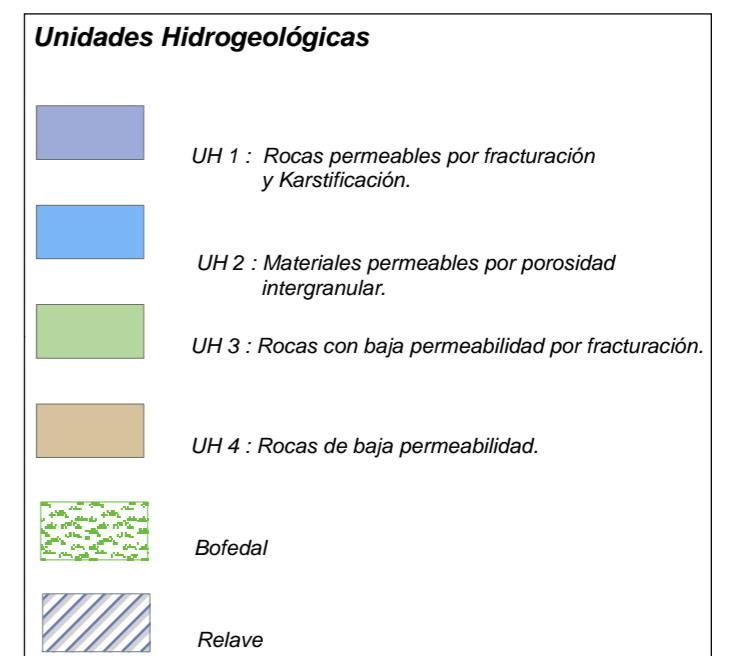 Unidades Hidrogeológicas
UH 1 : Rocas permeables por fracturación
y Karstificación.
UH 2 : Materiales permeables por porosidad
intergranular.
UH 3 : Rocas con baja permeabilidad por fracturación.
UH 4 : Rocas de baja permeabilidad.
Bofedal
Relave